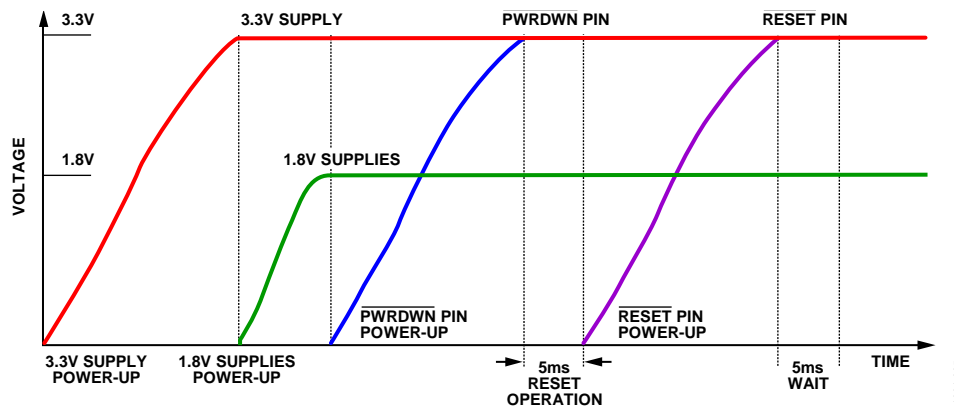 3.3V
3.3V SUPPLY
PWRDWN PIN
RESET PIN
1.8V
1.8V SUPPLIES
VOLTAGE
PWRDWN PIN
POWER-UP
RESET PIN
POWER-UP
3.3V SUPPLY
POWER-UP
1.8V SUPPLIES
POWER-UP
5ms
RESET
OPERATION
5ms
WAIT
TIME